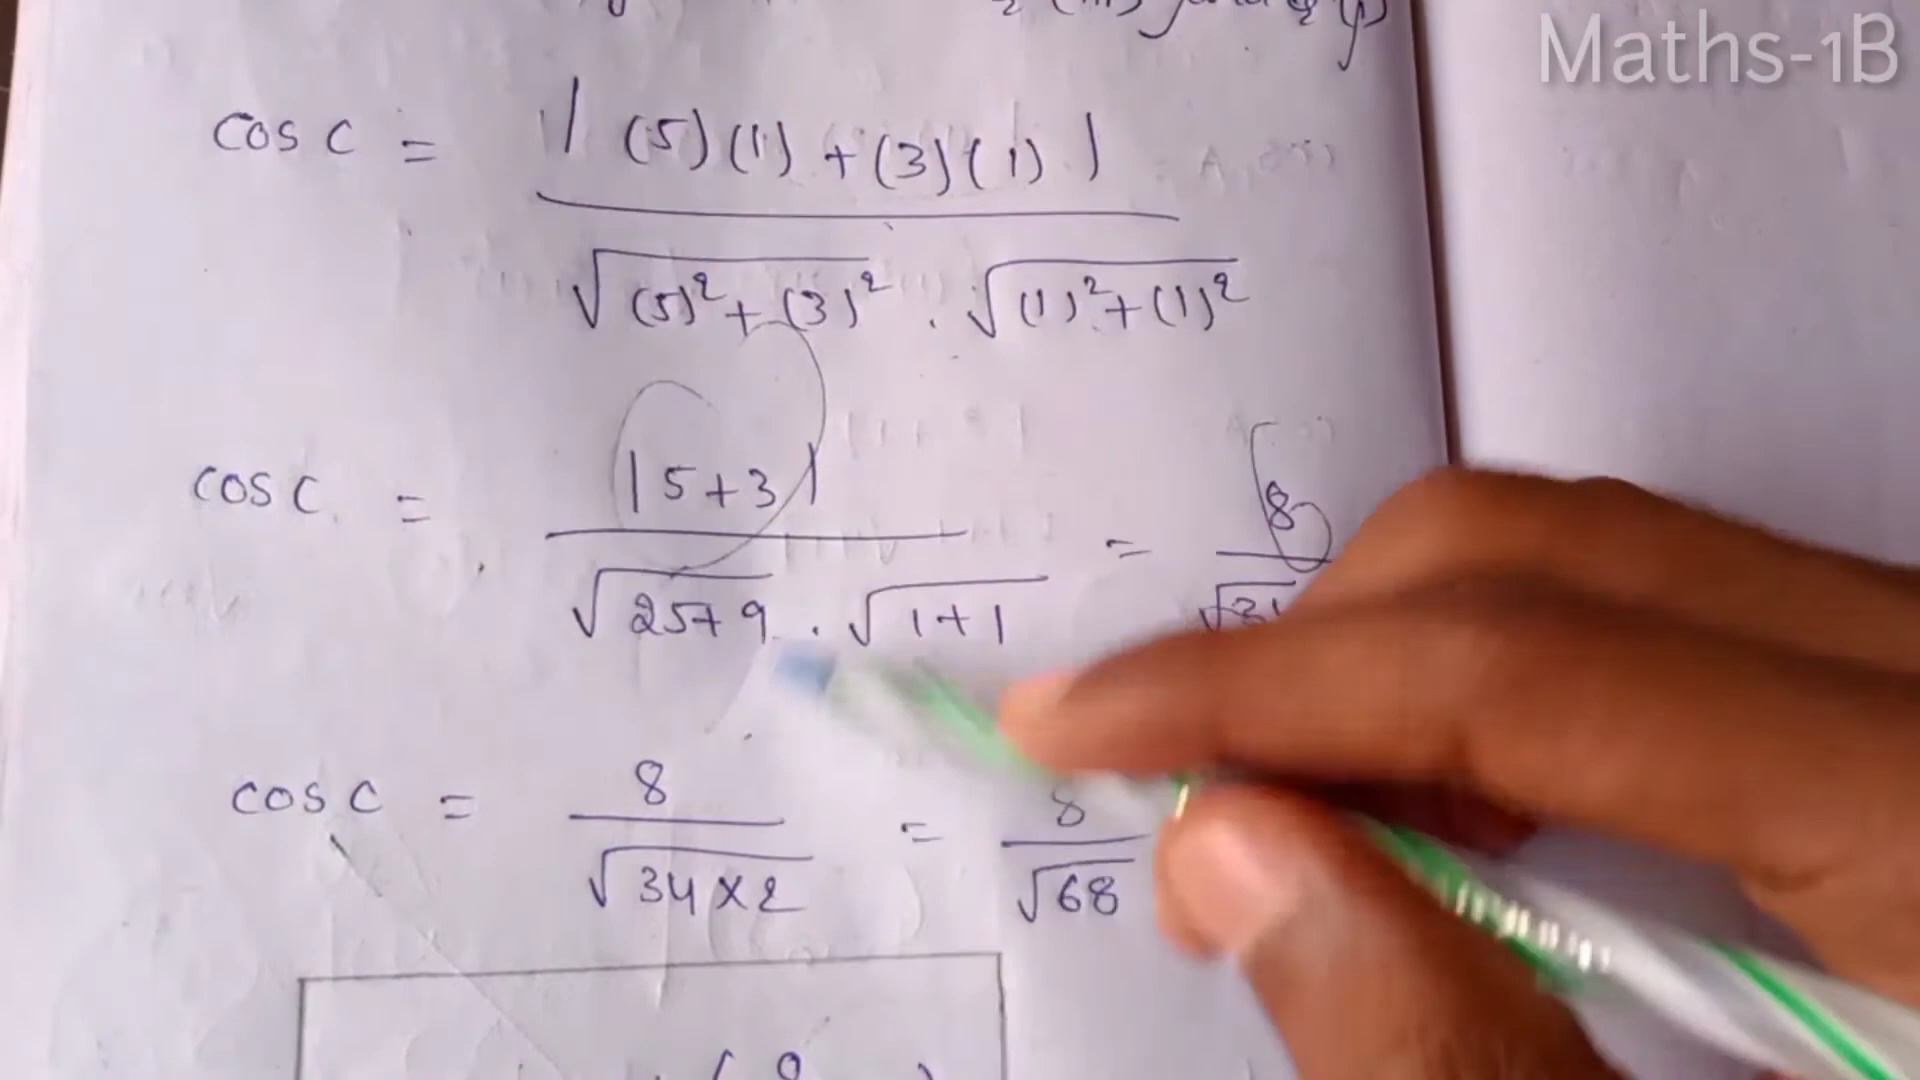 Maths-1B
cos C = | (5)(1) + (3)(1) |
√(5)²+(3)² . √(1)²+(1)²
cos C = |5+3| = 8
√25+9 . √1+1
cos C = 8 = 8
√34×2 √68